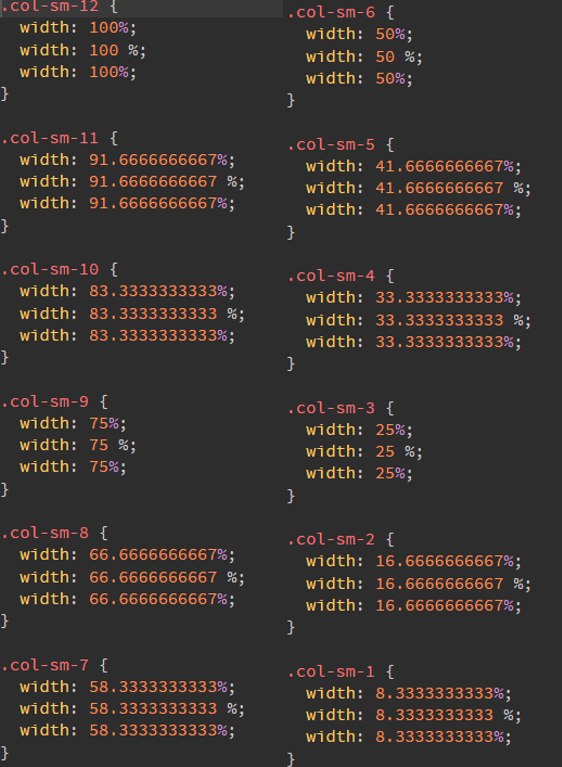 .col-sm-12 {
  width: 100%;
  width: 100 %;
  width: 100%;
}

.col-sm-11 {
  width: 91.6666666667%;
  width: 91.6666666667 %;
  width: 91.6666666667%;
}

.col-sm-10 {
  width: 83.3333333333%;
  width: 83.3333333333 %;
  width: 83.3333333333%;
}

.col-sm-9 {
  width: 75%;
  width: 75 %;
  width: 75%;
}

.col-sm-8 {
  width: 66.6666666667%;
  width: 66.6666666667 %;
  width: 66.6666666667%;
}

.col-sm-7 {
  width: 58.3333333333%;
  width: 58.3333333333 %;
  width: 58.3333333333%;
}

.col-sm-6 {
  width: 50%;
  width: 50 %;
  width: 50%;
}

.col-sm-5 {
  width: 41.6666666667%;
  width: 41.6666666667 %;
  width: 41.6666666667%;
}

.col-sm-4 {
  width: 33.3333333333%;
  width: 33.3333333333 %;
  width: 33.3333333333%;
}

.col-sm-3 {
  width: 25%;
  width: 25 %;
  width: 25%;
}

.col-sm-2 {
  width: 16.6666666667%;
  width: 16.6666666667 %;
  width: 16.6666666667%;
}

.col-sm-1 {
  width: 8.3333333333%;
  width: 8.3333333333 %;
  width: 8.3333333333%;
}